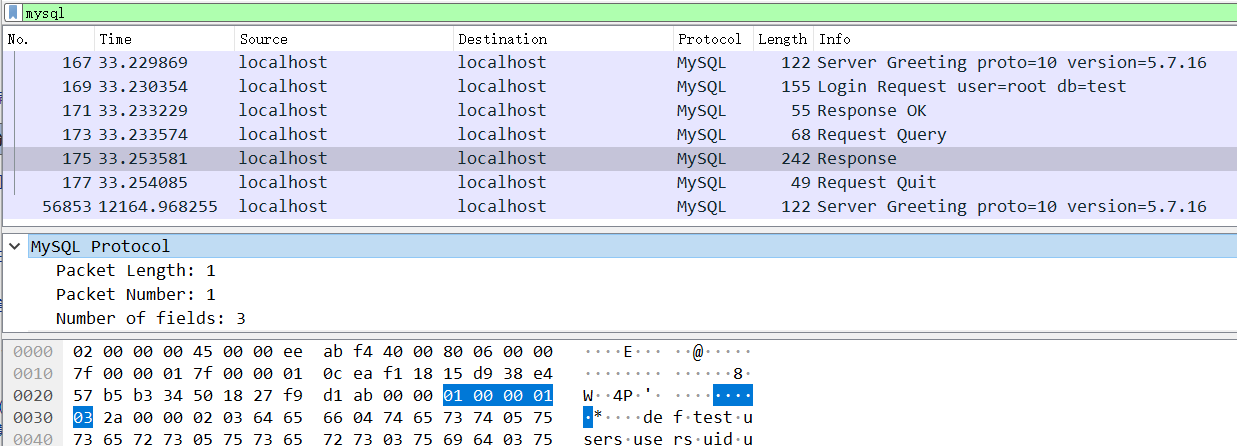 mysql
No. Time Source Destination Protocol Length Info
167 33.229869 localhost localhost MySQL 122 Server Greeting proto=10 version=5.7.16
169 33.230354 localhost localhost MySQL 155 Login Request user=root db=test
171 33.233229 localhost localhost MySQL 55 Response OK
173 33.233574 localhost localhost MySQL 68 Request Query
175 33.253581 localhost localhost MySQL 242 Response
177 33.254085 localhost localhost MySQL 49 Request Quit
56853 12164.968255 localhost localhost MySQL 122 Server Greeting proto=10 version=5.7.16
MySQL Protocol
Packet Length: 1
Packet Number: 1
Number of fields: 3
0000 02 00 00 00 45 00 00 ee ab f4 40 00 80 06 00 00 ····E··· ··@·····
0010 7f 00 00 01 7f 00 00 01 0c ea f1 18 15 d9 38 e4 ········ ······8·
0020 57 b5 b3 34 50 18 27 f9 d1 ab 00 00 01 00 00 01 W··4P·'· ········
0030 03 2a 00 00 02 03 64 65 66 04 74 65 73 74 05 75 ·*····de f·test·u
0040 73 65 72 73 05 75 73 65 72 73 03 75 69 64 03 75 sers·use rs·uid·u